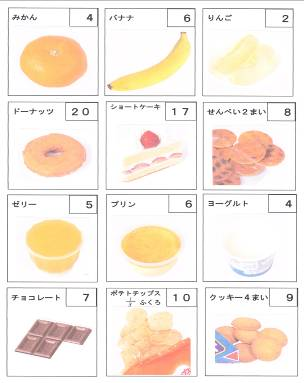 みかん 4
バナナ 6
りんご 2
ドーナッツ 20
ショートケーキ 17
せんべい2まい 8
ゼリー 5
プリン 6
ヨーグルト 4
チョコレート 7
ポテトチップス
1/3 ふくろ 10
クッキー4まい 9